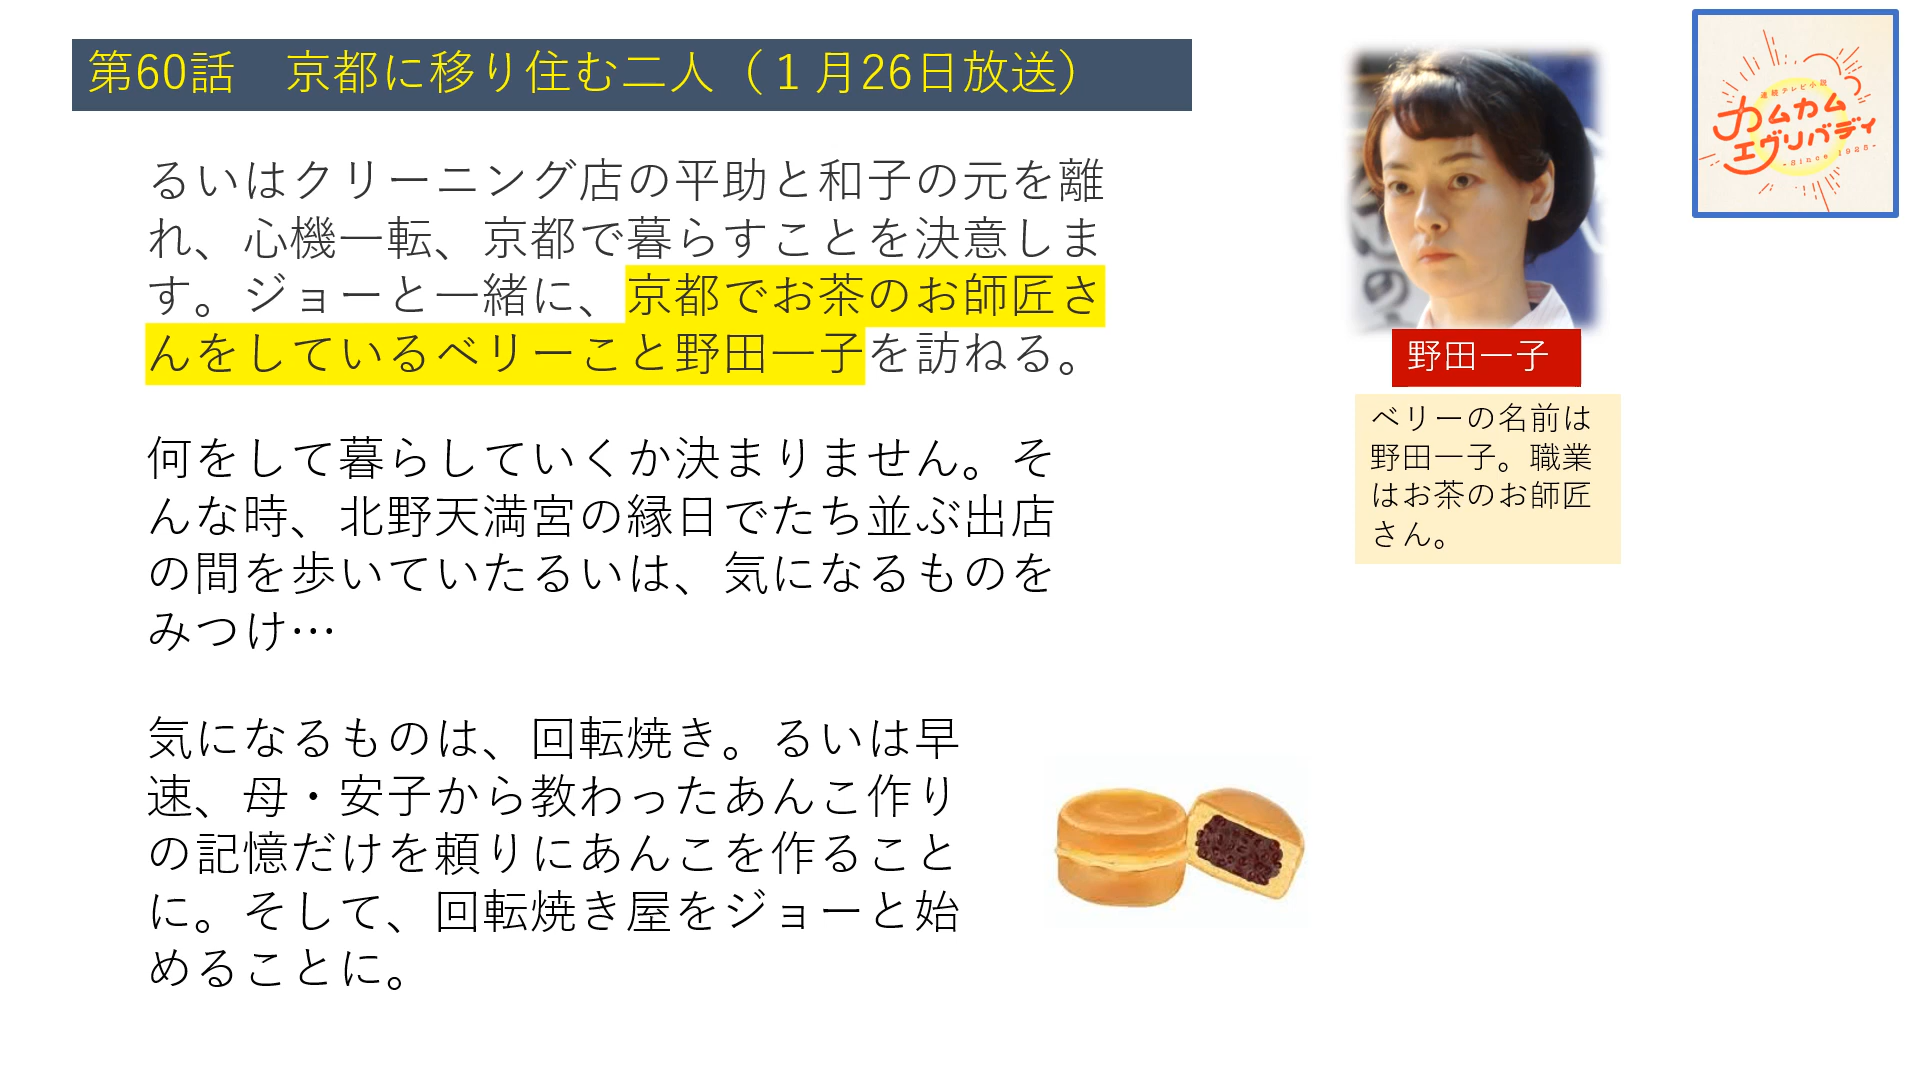 第60話　京都に移り住む二人（１月26日放送）
るいはクリーニング店の平助と和子の元を離
れ、心機一転、京都で暮らすことを決意しま
す。ジョーと一緒に、京都でお茶のお師匠さ
んをしているベリーこと野田一子を訪ねる。
何をして暮らしていくか決まりません。そ
んな時、北野天満宮の縁日でたち並ぶ出店
の間を歩いていたるいは、気になるものを
みつけ…
気になるものは、回転焼き。るいは早
速、母・安子から教わったあんこ作り
の記憶だけを頼りにあんこを作ること
に。そして、回転焼き屋をジョーと始
めることに。
野田一子
ベリーの名前は
野田一子。職業
はお茶のお師匠
さん。
連続テレビ小説
カムカム
エヴリバディ
-Since 1925-